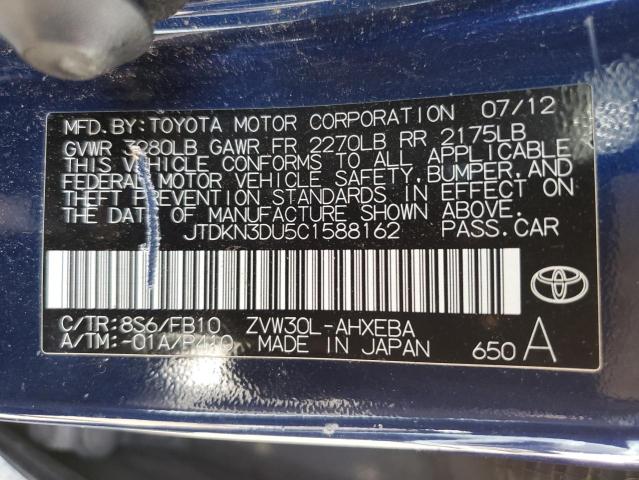 MFD. BY: TOYOTA MOTOR CORPORATION 07/12
GVWR 3280LB GAWR FR 2270LB RR 2175LB
THIS VEHICLE CONFORMS TO ALL APPLICABLE
FEDERAL MOTOR VEHICLE SAFETY, BUMPER, AND
THEFT PREVENTION STANDARDS IN EFFECT ON
THE DATE OF MANUFACTURE SHOWN ABOVE.
JTDKN3DU5C1588162 PASS. CAR
C/TR: 8S6/FB10 ZVW30L-AHXEBA
A/TM: -01A/P410 MADE IN JAPAN 650 A